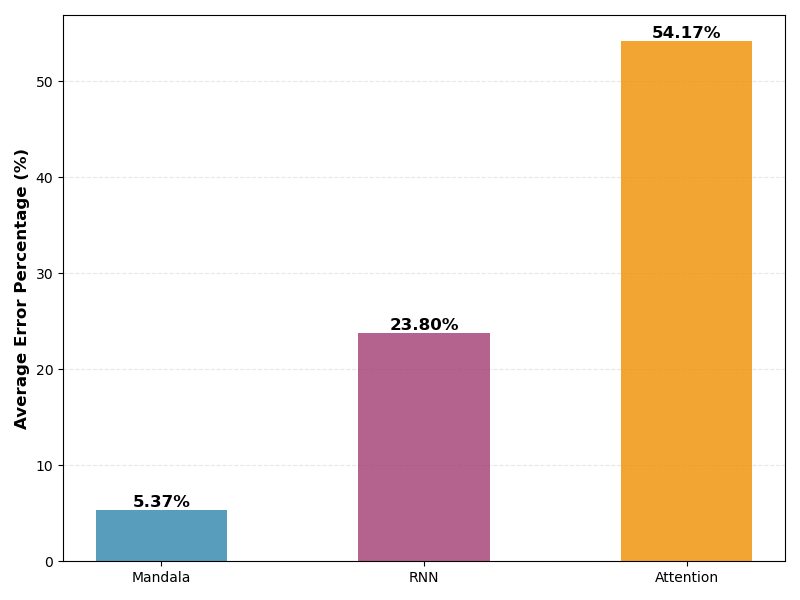 54.17%
50
40
30
23.80%
20
10
5.37%
0
Average Error Percentage (%)
Mandala
RNN
Attention